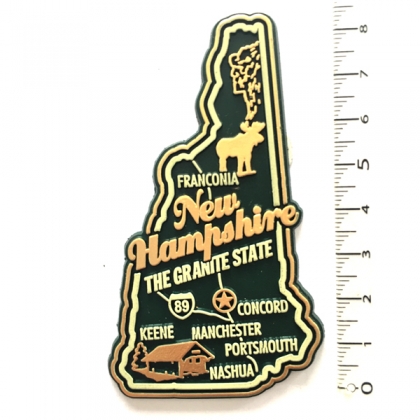 FRANCONIA
New
Hampshire
THE GRANITE STATE
89
CONCORD
KEENE
MANCHESTER
PORTSMOUTH
NASHUA
8
7
6
5
4
3
2
1
0